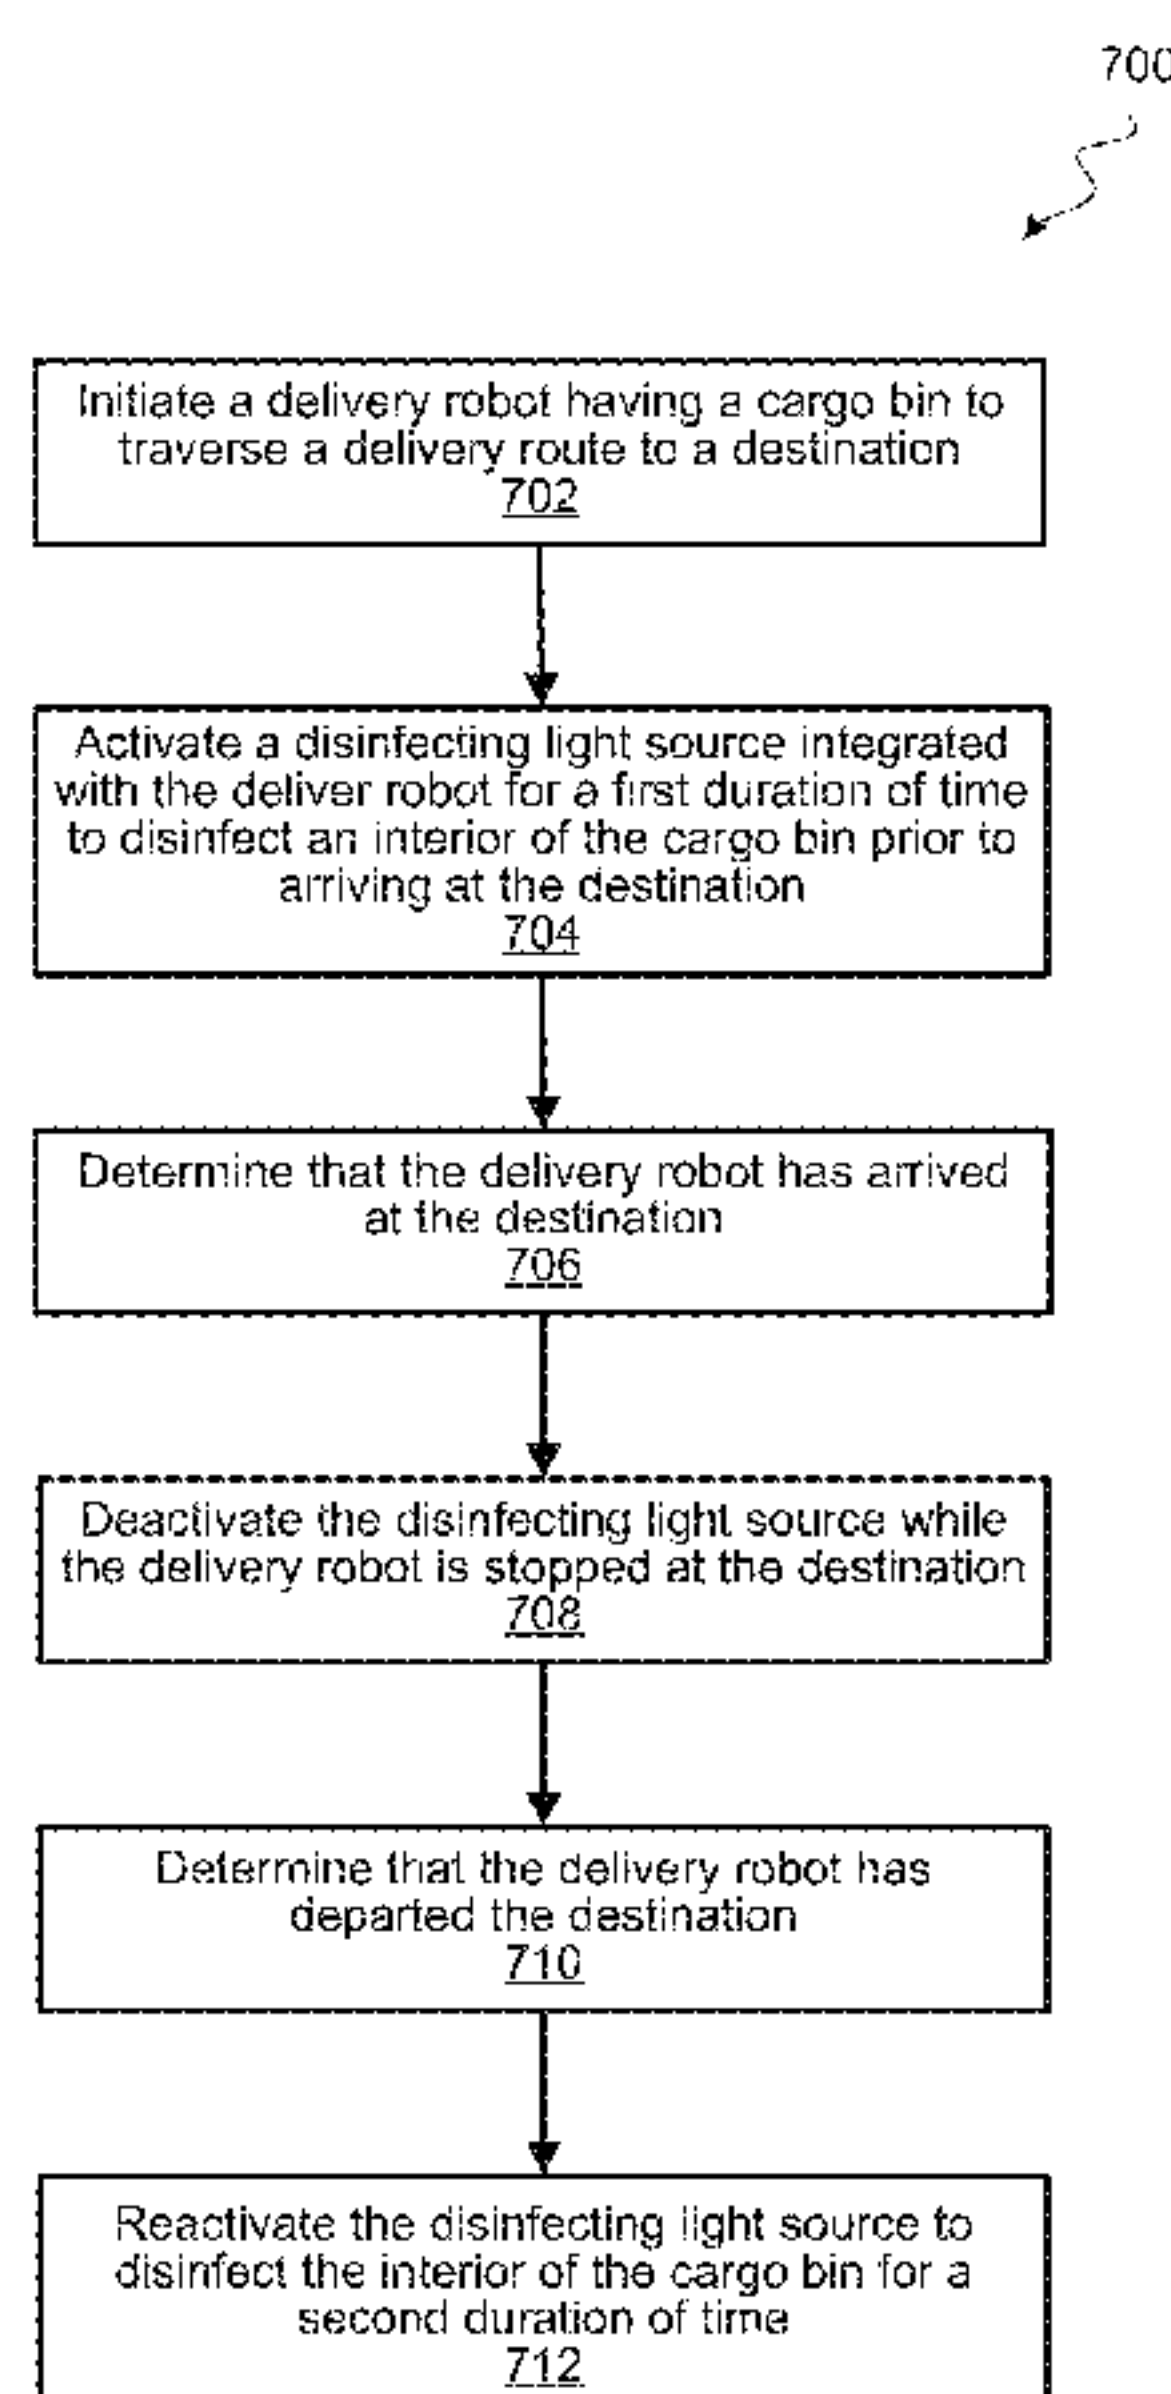 700
Initiate a delivery robot having a cargo bin to
traverse a delivery route to a destination
702
Activate a disinfecting light source integrated
with the deliver robot for a first duration of time
to disinfect an interior of the cargo bin prior to
arriving at the destination
704
Determine that the delivery robot has arrived
at the destination
706
Deactivate the disinfecting light source while
the delivery robot is stopped at the destination
708
Determine that the delivery robot has
departed the destination
710
Reactivate the disinfecting light source to
disinfect the interior of the cargo bin for a
second duration of time
712